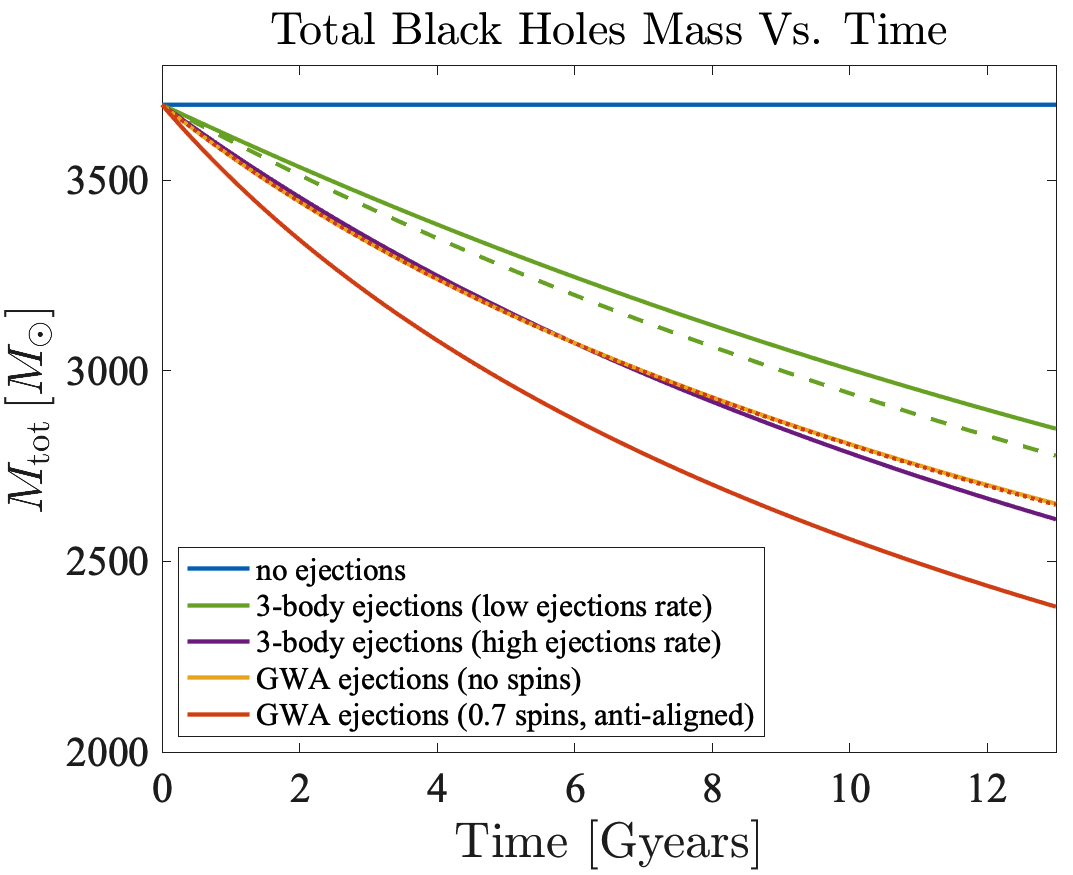 Total Black Holes Mass Vs. Time
3500
3000
2500
2000
M_tot [M_⊙]
no ejections
3-body ejections (low ejections rate)
3-body ejections (high ejections rate)
GWA ejections (no spins)
GWA ejections (0.7 spins, anti-aligned)
0 2 4 6 8 10 12
Time [Gyears]